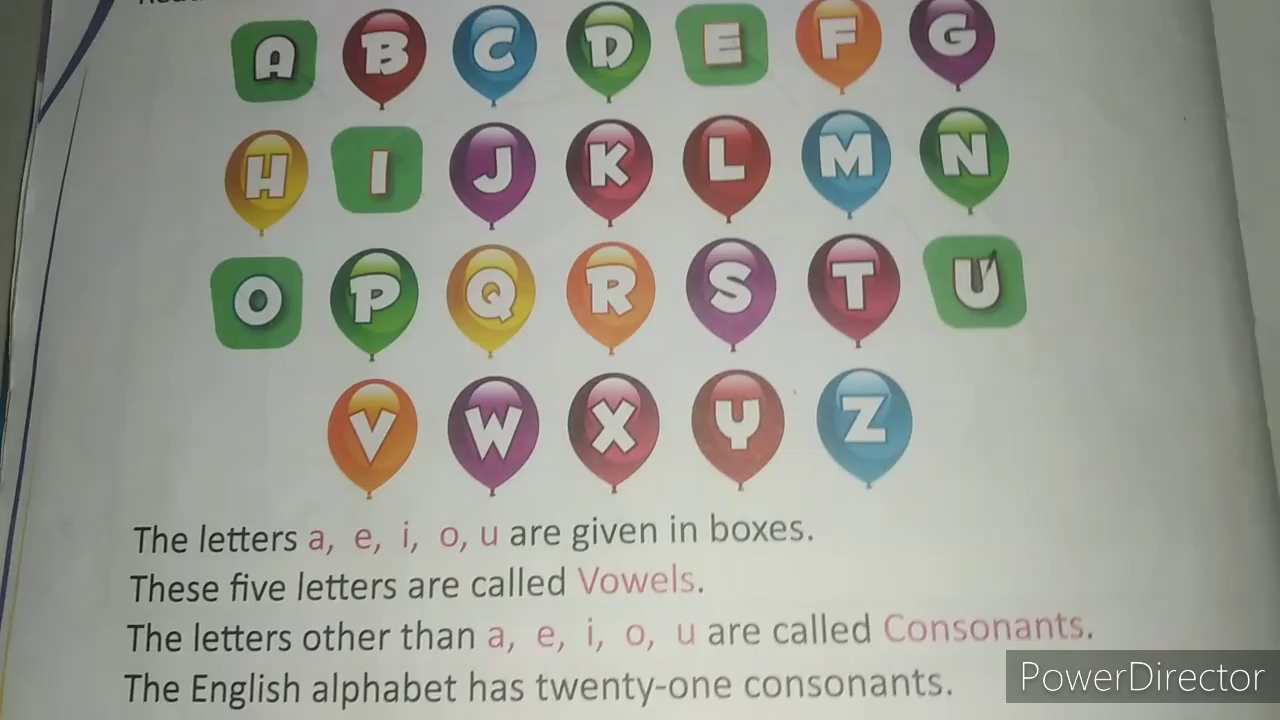 A B C D E F G
H I J K L M N
O P Q R S T U
V W X Y Z
The letters a, e, i, o, u are given in boxes.
These five letters are called Vowels.
The letters other than a, e, i, o, u are called Consonants.
The English alphabet has twenty-one consonants.
PowerDirector